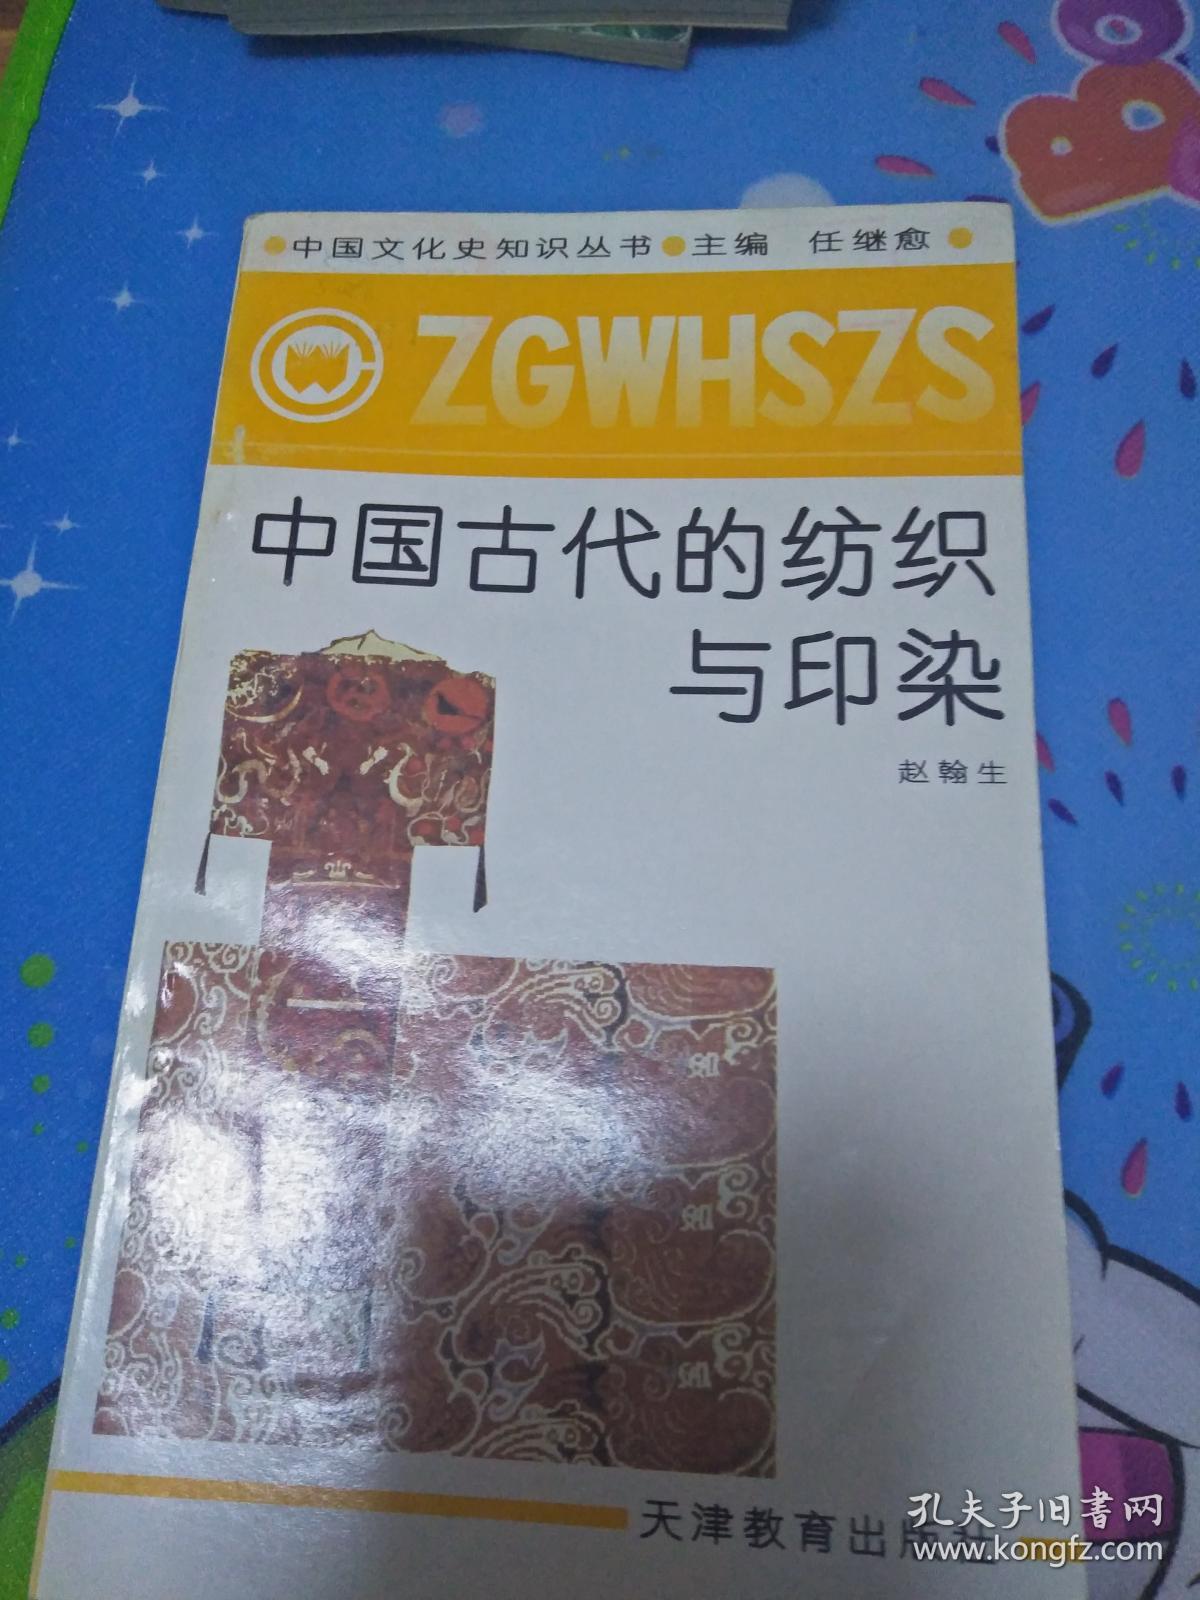 ●中国文化史知识丛书●主编 任继愈●
ZGWHSZS
中国古代的纺织
与印染
赵翰生
天津教育出版社
孔夫子旧书网
www.kongfz.com